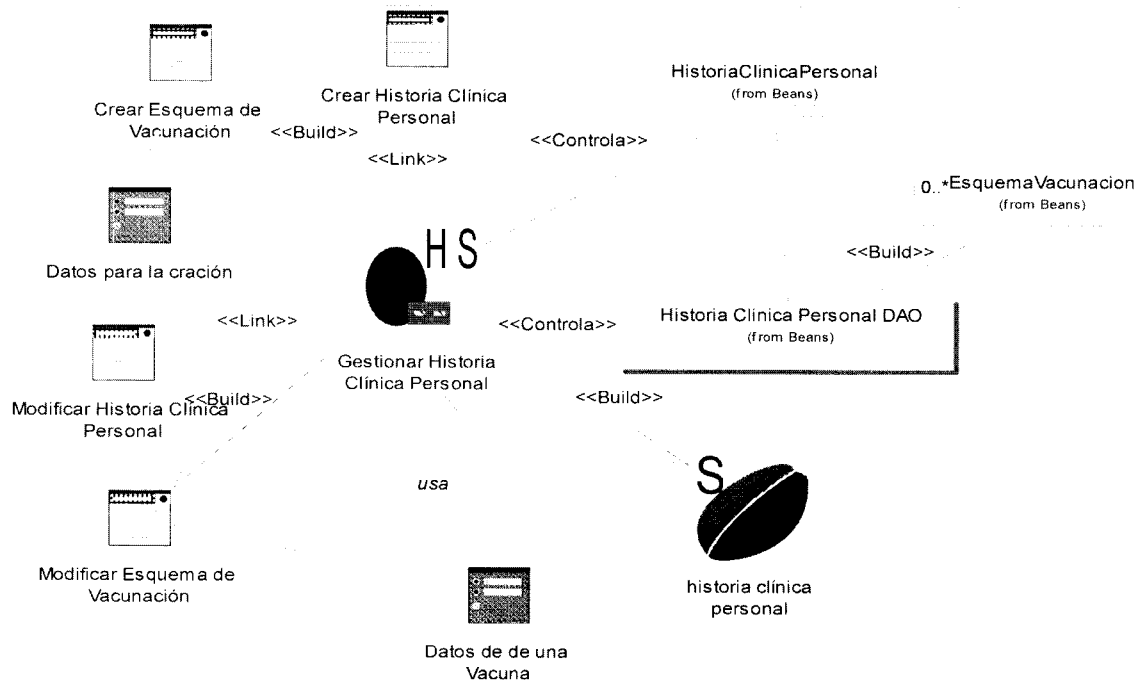 Crear Esquema de
Vacunación
Crear Historia Clínica
Personal
HistoriaClinicaPersonal
(from Beans)
<<Build>>
<<Link>>
<<Controla>>
0..*EsquemaVacunacion
(from Beans)
Datos para la cración
H S
<<Build>>
<<Link>>
<<Controla>>
Historia Clinica Personal DAO
(from Beans)
Gestionar Historia
Clínica Personal
Modificar Historia Clínica
Personal
<<Build>>
<<Build>>
usa
S
Modificar Esquema de
Vacunación
historia clínica
personal
Datos de de una
Vacuna